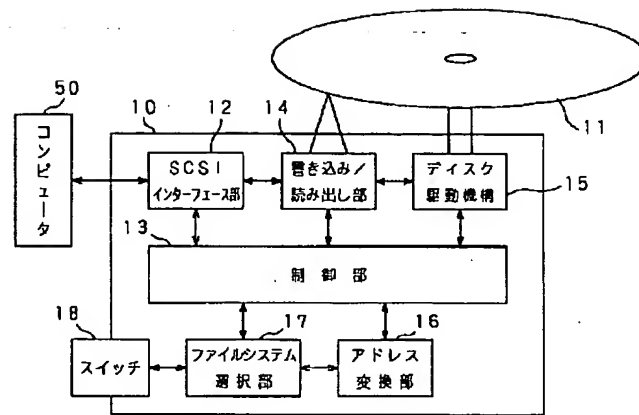 50
コンピュータ
10
12
SCSI
インターフェース部
14
書き込み/
読み出し部
11
ディスク
駆動機構
15
13
制御部
18
スイッチ
17
ファイルシステム
選択部
16
アドレス
変換部